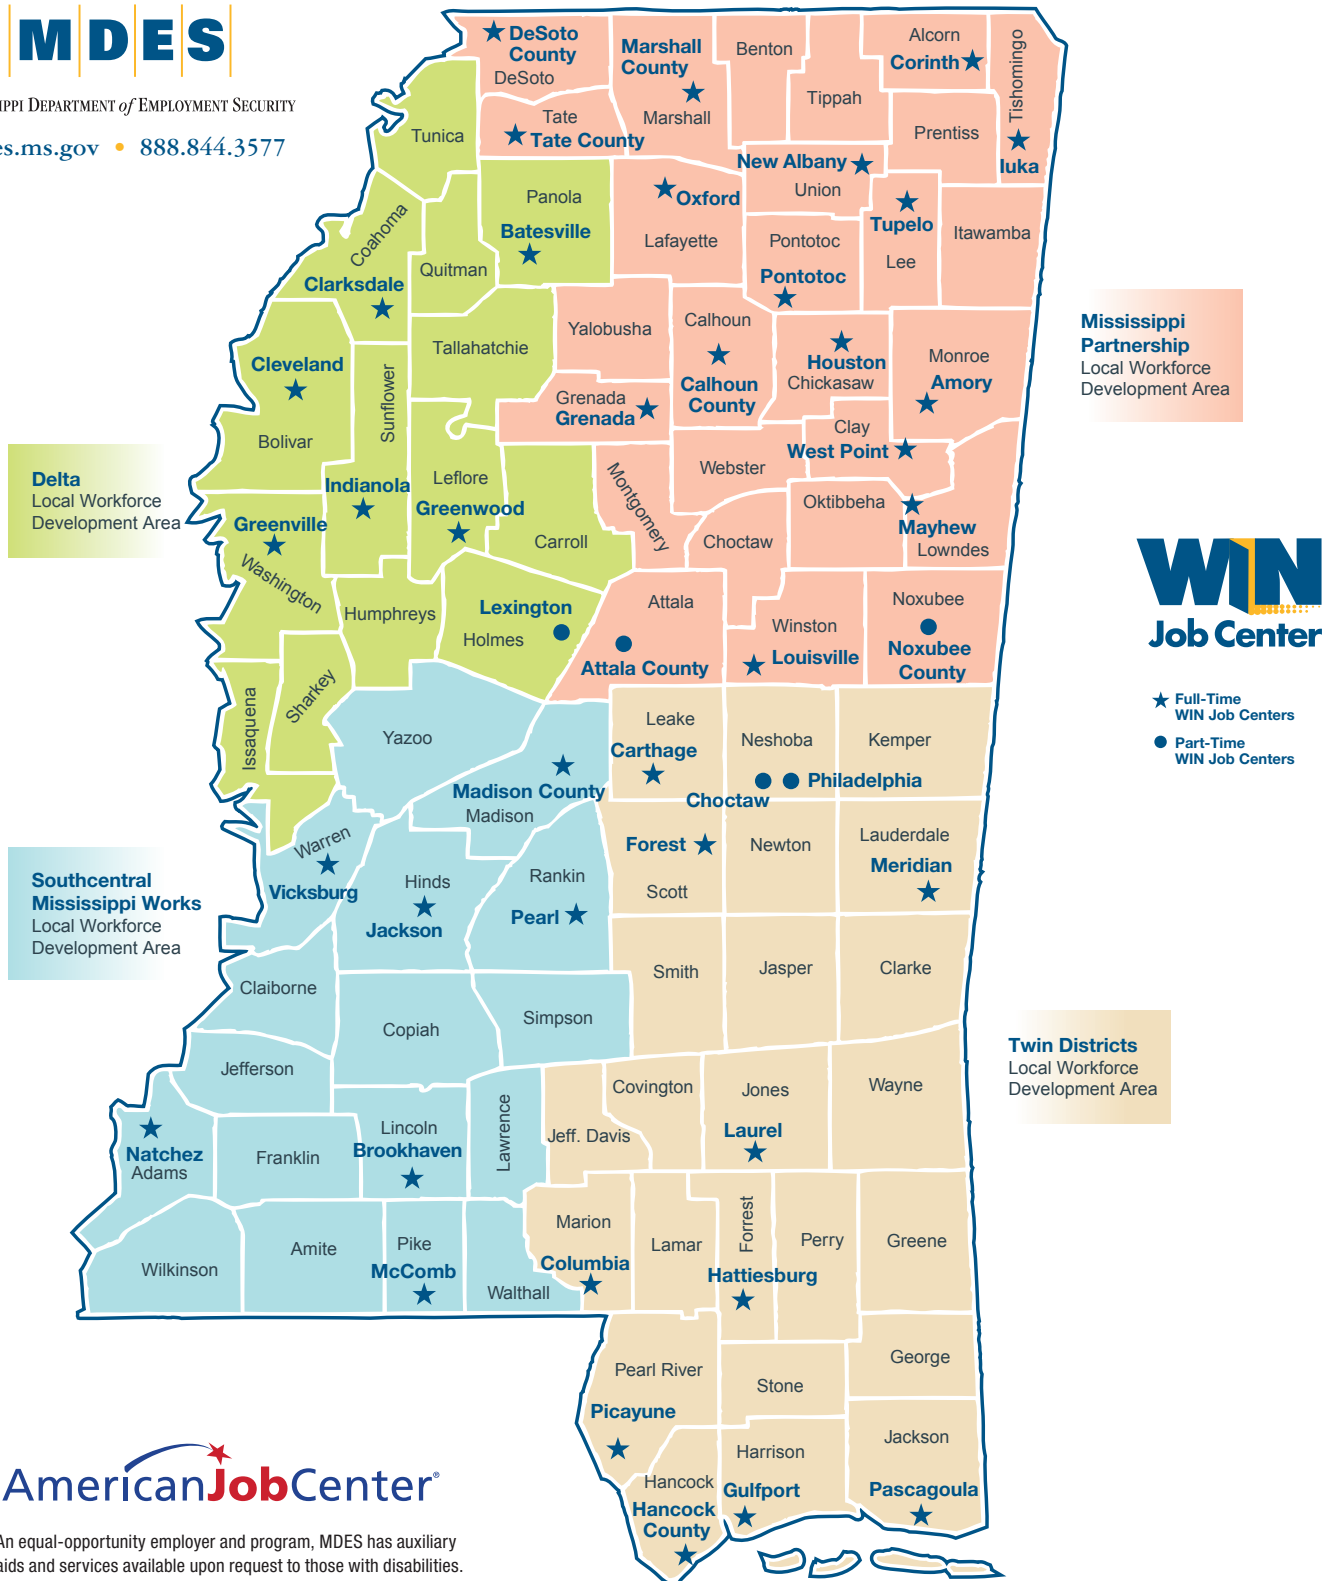 MDES
IPPI DEPARTMENT of EMPLOYMENT SECURITY
es.ms.gov • 888.844.3577
DeSoto
County
DeSoto
Marshall
County
Marshall
Benton
Tippah
Alcorn
Corinth
Tishomingo
Iuka
Prentiss
Tate
Tate County
Tunica
New Albany
Union
Panola
Batesville
Oxford
Lafayette
Pontotoc
Pontotoc
Tupelo
Lee
Itawamba
Coahoma
Clarksdale
Quitman
Yalobusha
Calhoun
Calhoun
County
Houston
Chickasaw
Monroe
Amory
Mississippi
Partnership
Local Workforce
Development Area
Tallahatchie
Cleveland
Bolivar
Sunflower
Indianola
Grenada
Grenada
Clay
West Point
Webster
Oktibbeha
Mayhew
Lowndes
Montgomery
Choctaw
Leflore
Greenwood
Carroll
Delta
Local Workforce
Development Area
Greenville
Washington
Humphreys
Lexington
Holmes
Attala
Attala County
Winston
Louisville
Noxubee
Noxubee
County
WIN
Job Center
Full-Time
WIN Job Centers
Part-Time
WIN Job Centers
Issaquena
Sharkey
Yazoo
Madison County
Madison
Leake
Carthage
Neshoba
Kemper
Philadelphia
Choctaw
Warren
Vicksburg
Hinds
Jackson
Rankin
Pearl
Forest
Scott
Newton
Lauderdale
Meridian
Southcentral
Mississippi Works
Local Workforce
Development Area
Claiborne
Copiah
Simpson
Smith
Jasper
Clarke
Twin Districts
Local Workforce
Development Area
Jefferson
Natchez
Adams
Franklin
Lincoln
Brookhaven
Lawrence
Jeff. Davis
Covington
Jones
Laurel
Wayne
Wilkinson
Amite
Pike
McComb
Walthall
Marion
Columbia
Lamar
Forrest
Hattiesburg
Perry
Greene
Pearl River
Picayune
Stone
George
Hancock
Hancock
County
Harrison
Gulfport
Jackson
Pascagoula
AmericanJobCenter®
An equal-opportunity employer and program, MDES has auxiliary
aids and services available upon request to those with disabilities.